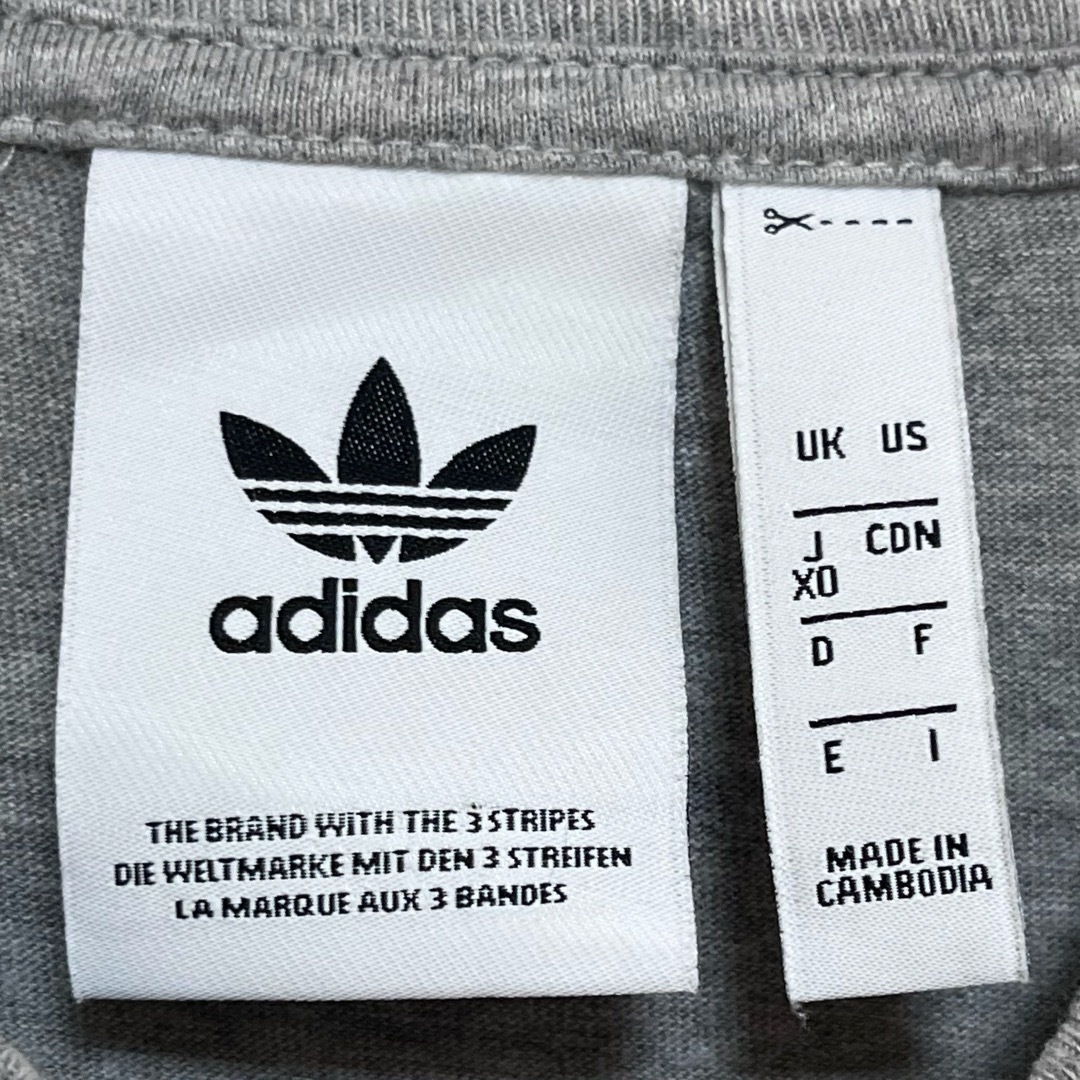 adidas
THE BRAND WITH THE 3 STRIPES
DIE WELTMARKE MIT DEN 3 STREIFEN
LA MARQUE AUX 3 BANDES
UK US
J CDN
XO
D F
E I
MADE IN
CAMBODIA